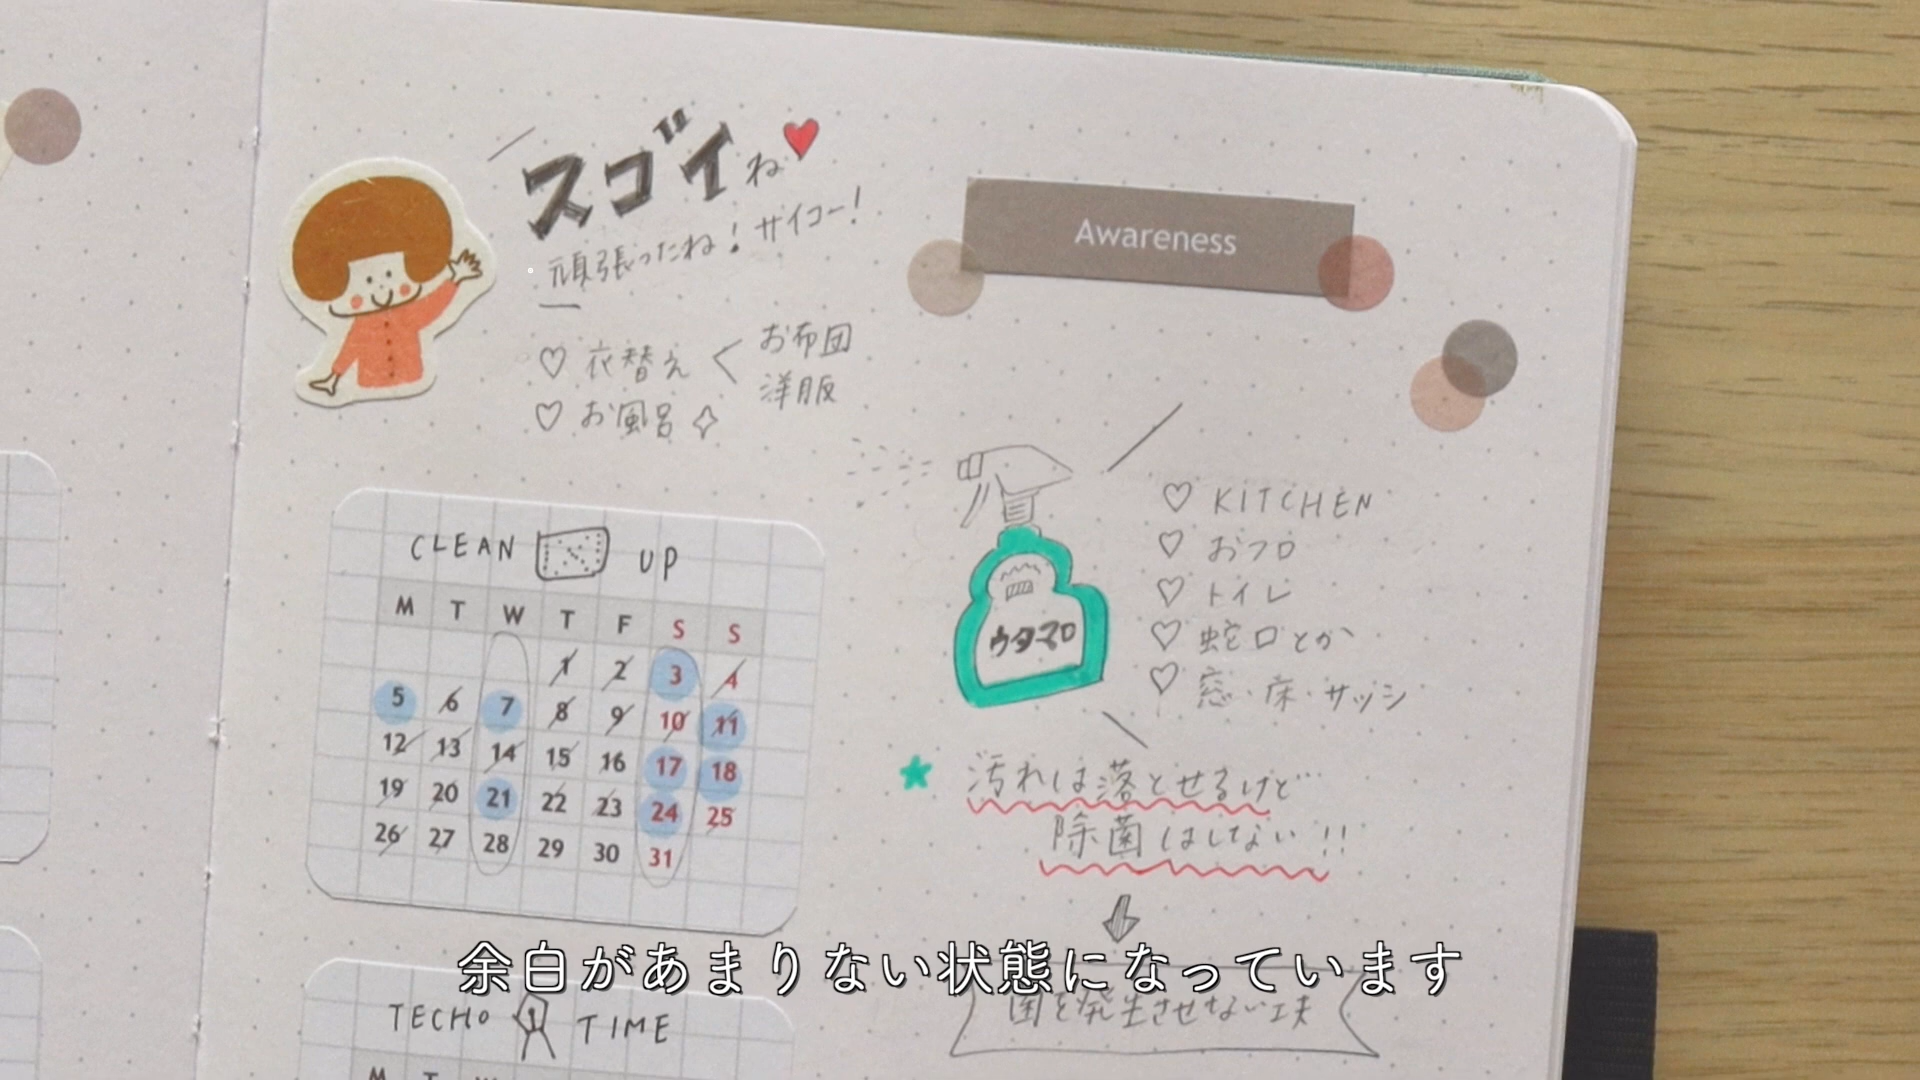 スゴイね
頑張ったね！サイコー！
♡ 衣替え < お布団
洋服
♡ お風呂
Awareness
CLEAN UP
M T W T F S S
1 2 3 4
5 6 7 8 9 10 11
12 13 14 15 16 17 18
19 20 21 22 23 24 25
26 27 28 29 30 31
TECHO TIME
M T W
ウタマロ
♡ KITCHEN
♡ おフロ
♡ トイレ
♡ 蛇口とか
♡ 窓・床・サッシ
★ 汚れは落とせるけど…
除菌はしない!!
菌を発生させない工夫
余白があまりない状態になっています